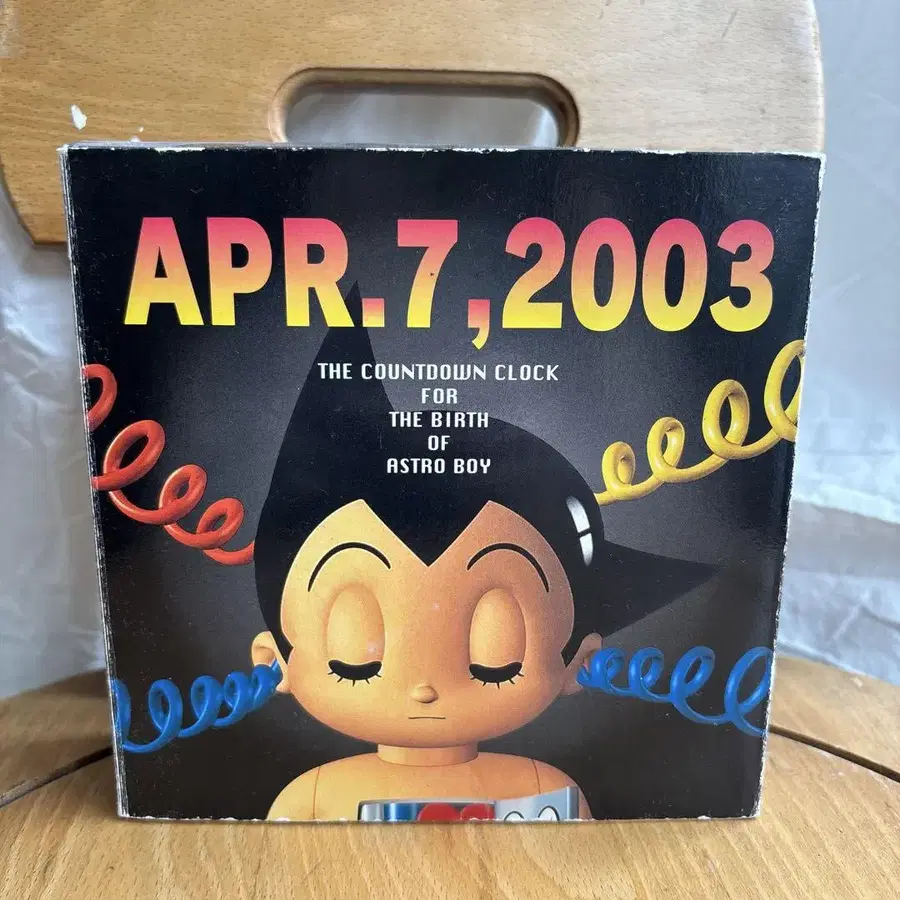 APR.7,2003
THE COUNTDOWN CLOCK
FOR
THE BIRTH
OF
ASTRO BOY